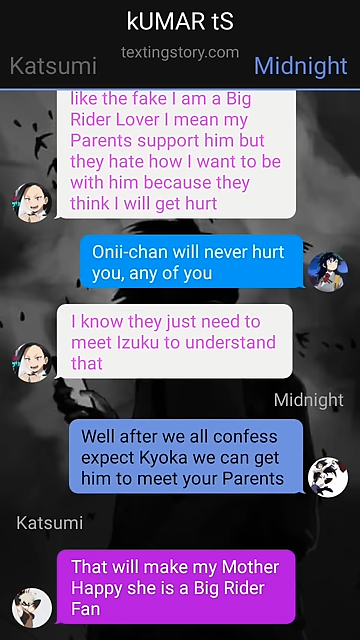 kUMAR tS
textingstory.com
Katsumi
Midnight
like the fake I am a Big
Rider Lover I mean my
Parents support him but
they hate how I want to be
with him because they
think I will get hurt
Onii-chan will never hurt
you, any of you
I know they just need to
meet Izuku to understand
that
Midnight
Well after we all confess
expect Kyoka we can get
him to meet your Parents
Katsumi
That will make my Mother
Happy she is a Big Rider
Fan